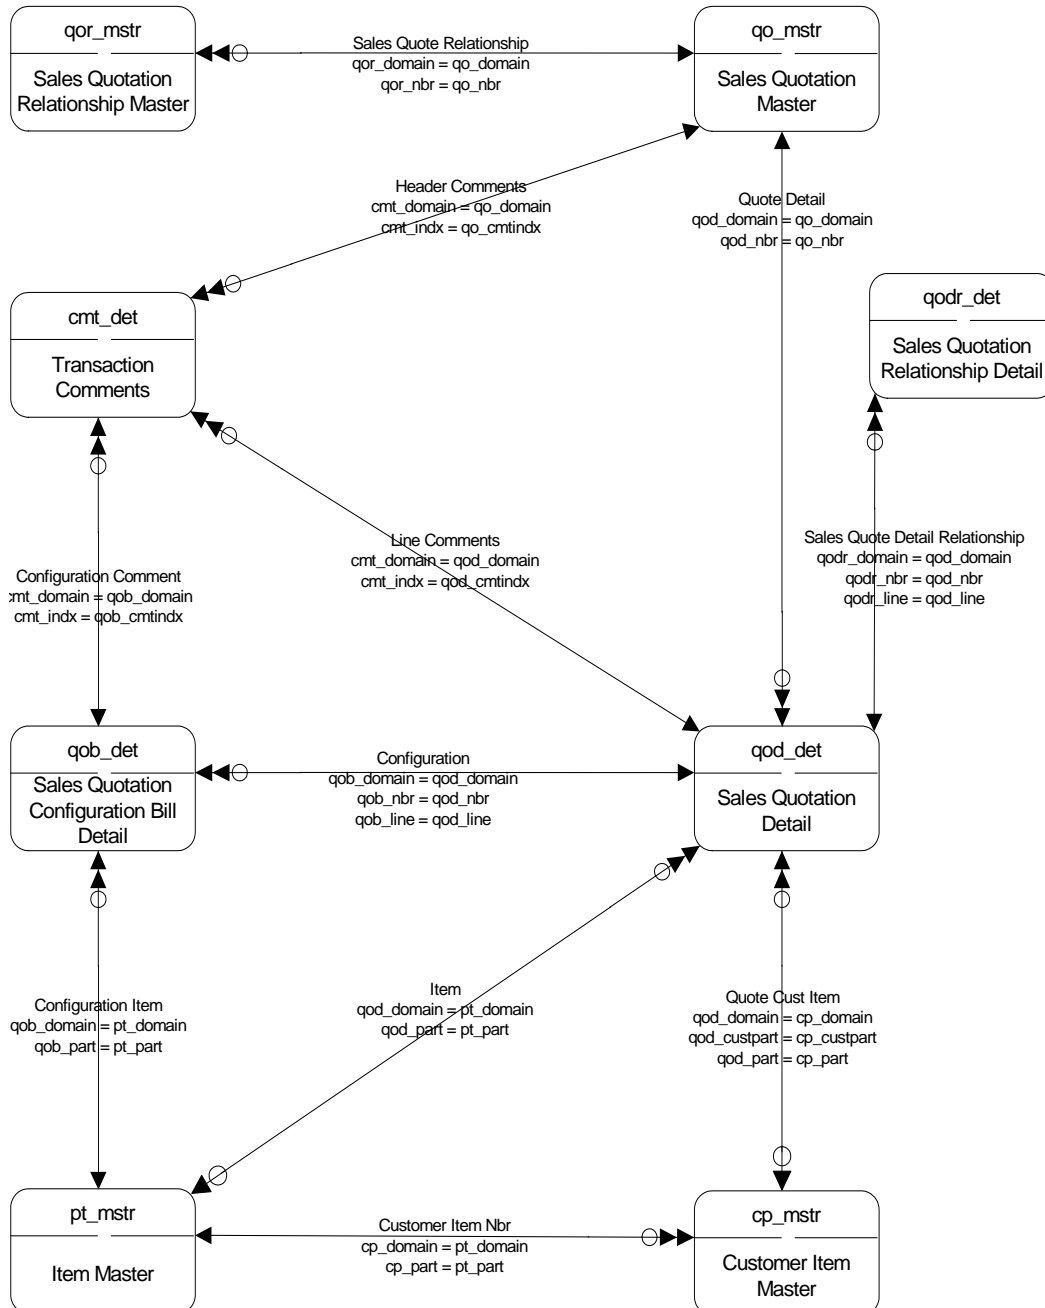 qor_mstr
Sales Quotation
Relationship Master
Sales Quote Relationship
qor_domain = qo_domain
qor_nbr = qo_nbr
qo_mstr
Sales Quotation
Master
Header Comments
cmt_domain = qo_domain
cmt_indx = qo_cmtindx
Quote Detail
qod_domain = qo_domain
qod_nbr = qo_nbr
cmt_det
Transaction
Comments
qodr_det
Sales Quotation
Relationship Detail
Configuration Comment
cmt_domain = qob_domain
cmt_indx = qob_cmtindx
Line Comments
cmt_domain = qod_domain
cmt_indx = qod_cmtindx
Sales Quote Detail Relationship
qodr_domain = qod_domain
qodr_nbr = qod_nbr
qodr_line = qod_line
qob_det
Sales Quotation
Configuration Bill
Detail
Configuration
qob_domain = qod_domain
qob_nbr = qod_nbr
qob_line = qod_line
qod_det
Sales Quotation
Detail
Configuration Item
qob_domain = pt_domain
qob_part = pt_part
Item
qod_domain = pt_domain
qod_part = pt_part
Quote Cust Item
qod_domain = cp_domain
qod_custpart = cp_custpart
qod_part = cp_part
pt_mstr
Item Master
Customer Item Nbr
cp_domain = pt_domain
cp_part = pt_part
cp_mstr
Customer Item
Master